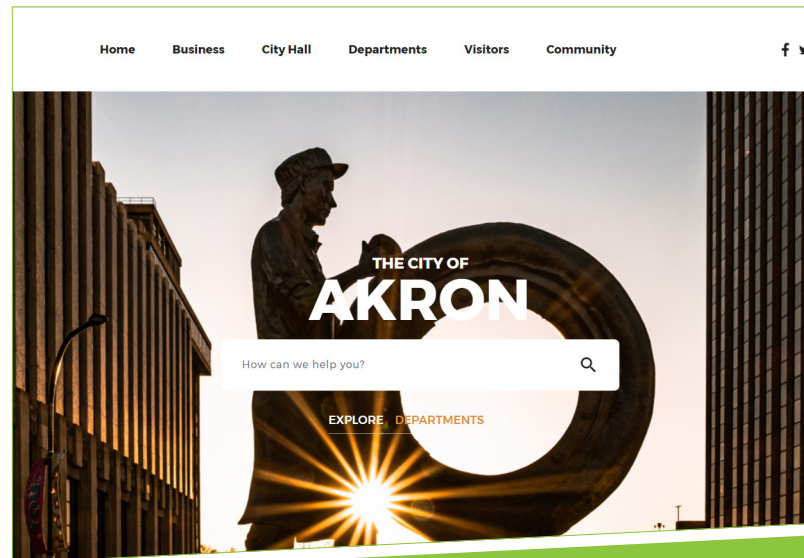 Home Business City Hall Departments Visitors Community
THE CITY OF
AKRON
How can we help you?
EXPLORE DEPARTMENTS